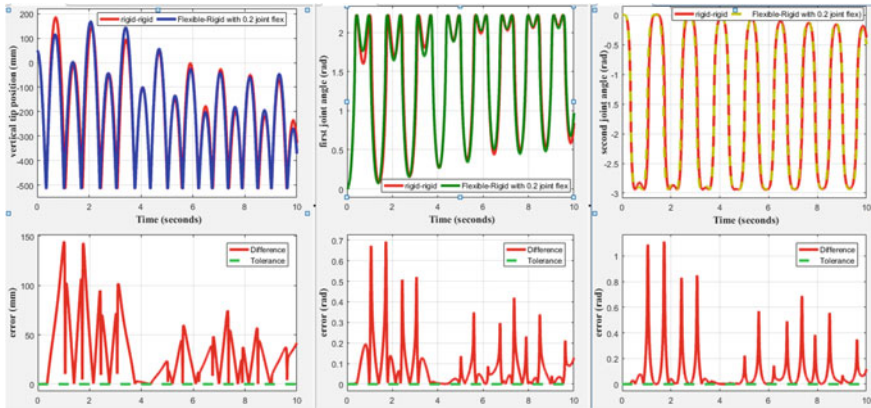 200
100
0
-100
-200
-300
-400
-500
vertical tip position (mm)
rigid-rigid
Flexible-Rigid with 0.2 joint flex
0 2 4 6 8 10
Time (seconds)
2
1.5
1
0.5
0
first joint angle (rad)
rigid-rigid
Flexible-Rigid with 0.2 joint flex
0 2 4 6 8 10
Time (seconds)
0
-0.5
-1
-1.5
-2
-2.5
-3
second joint angle (rad)
rigid-rigid
Flexible-Rigid with 0.2 joint flex)
0 2 4 6 8 10
Time (seconds)
150
100
50
0
error (mm)
Difference
Tolerance
0 2 4 6 8 10
0.7
0.6
0.5
0.4
0.3
0.2
0.1
0
error (rad)
Difference
Tolerance
0 2 4 6 8 10
1
0.8
0.6
0.4
0.2
0
error (rad)
Difference
Tolerance
0 2 4 6 8 10